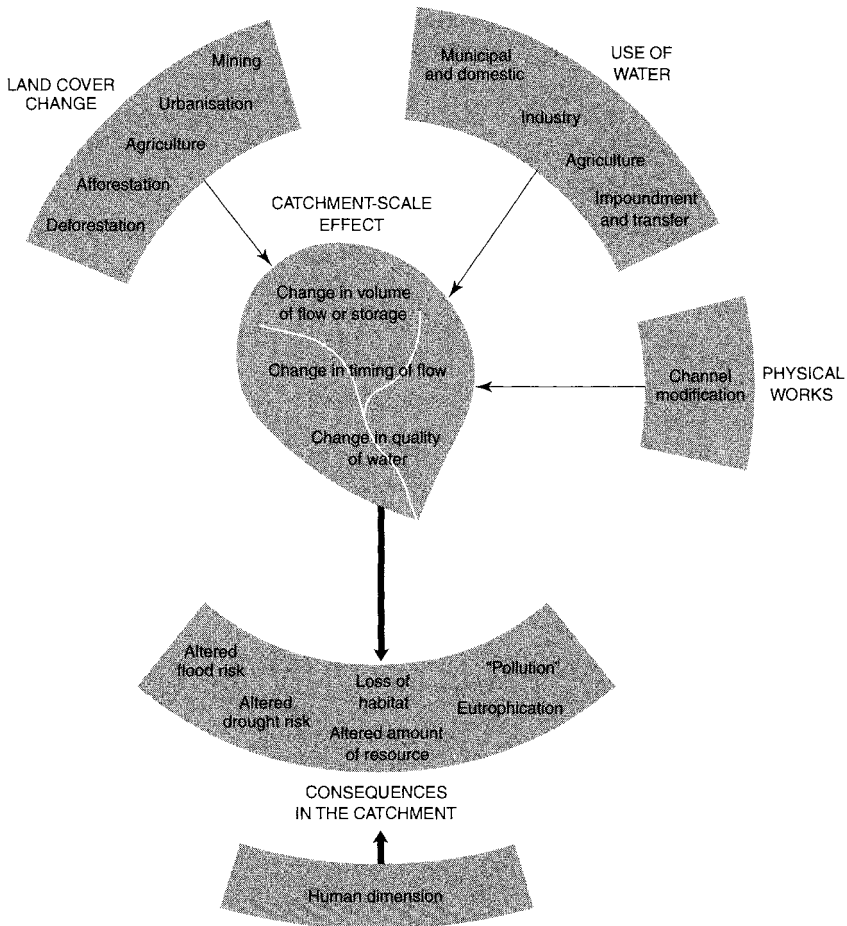 LAND COVER
CHANGE
Mining
Urbanisation
Agriculture
Afforestation
Deforestation
USE OF
WATER
Municipal
and domestic
Industry
Agriculture
Impoundment
and transfer
CATCHMENT-SCALE
EFFECT
Change in volume
of flow or storage
Change in timing of flow
Change in quality
of water
Channel
modification
PHYSICAL
WORKS
Altered
flood risk
Altered
drought risk
Loss of
habitat
Altered amount
of resource
"Pollution"
Eutrophication
CONSEQUENCES
IN THE CATCHMENT
Human dimension